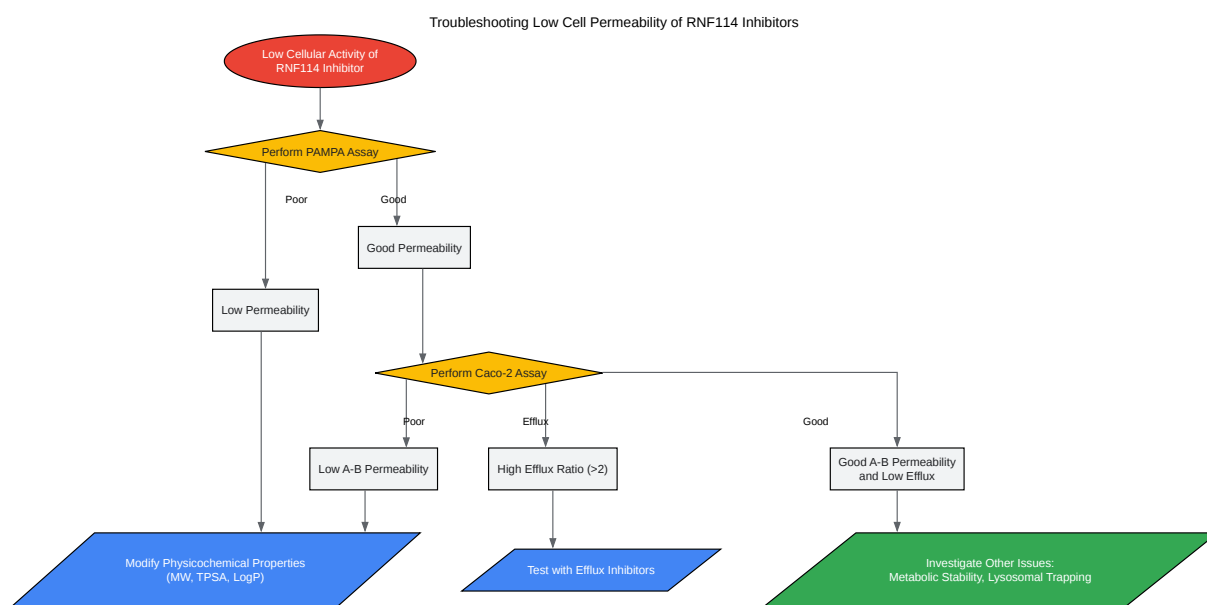 Troubleshooting Low Cell Permeability of RNF114 Inhibitors
Low Cellular Activity of
RNF114 Inhibitor
Perform PAMPA Assay
Poor
Good
Good Permeability
Low Permeability
Perform Caco-2 Assay
Poor
Efflux
Good
Low A-B Permeability
High Efflux Ratio (>2)
Good A-B Permeability
and Low Efflux
Modify Physicochemical Properties
(MW, TPSA, LogP)
Test with Efflux Inhibitors
Investigate Other Issues:
Metabolic Stability, Lysosomal Trapping